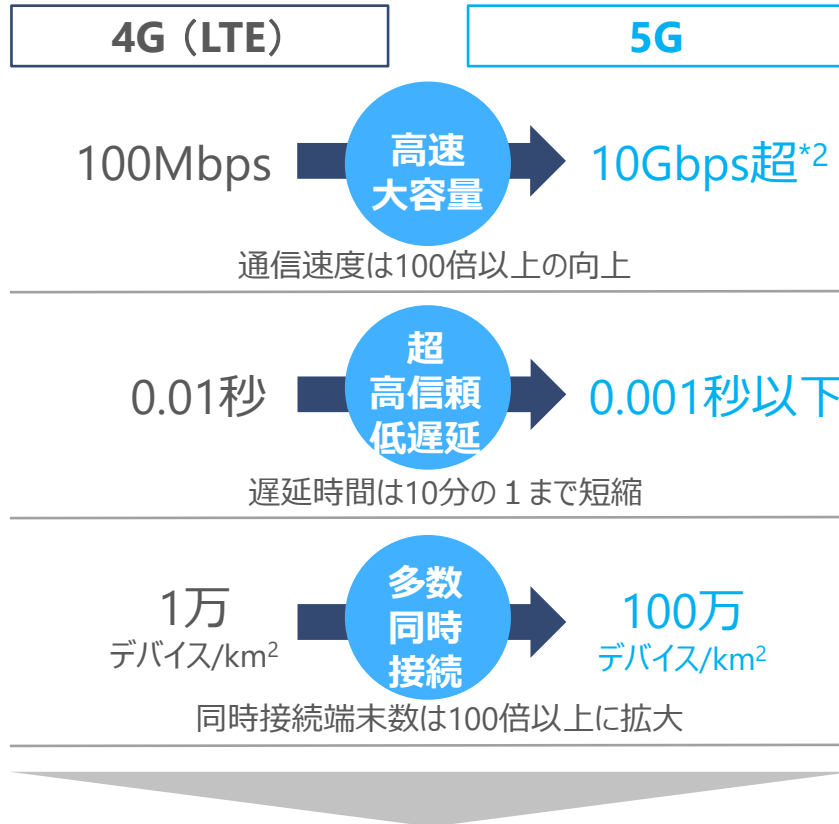 4G（LTE）
5G
100Mbps
高速
大容量
10Gbps超*2
通信速度は100倍以上の向上
0.01秒
超
高信頼
低遅延
0.001秒以下
遅延時間は10分の１まで短縮
1万
デバイス/km2
多数
同時
接続
100万
デバイス/km2
同時接続端末数は100倍以上に拡大